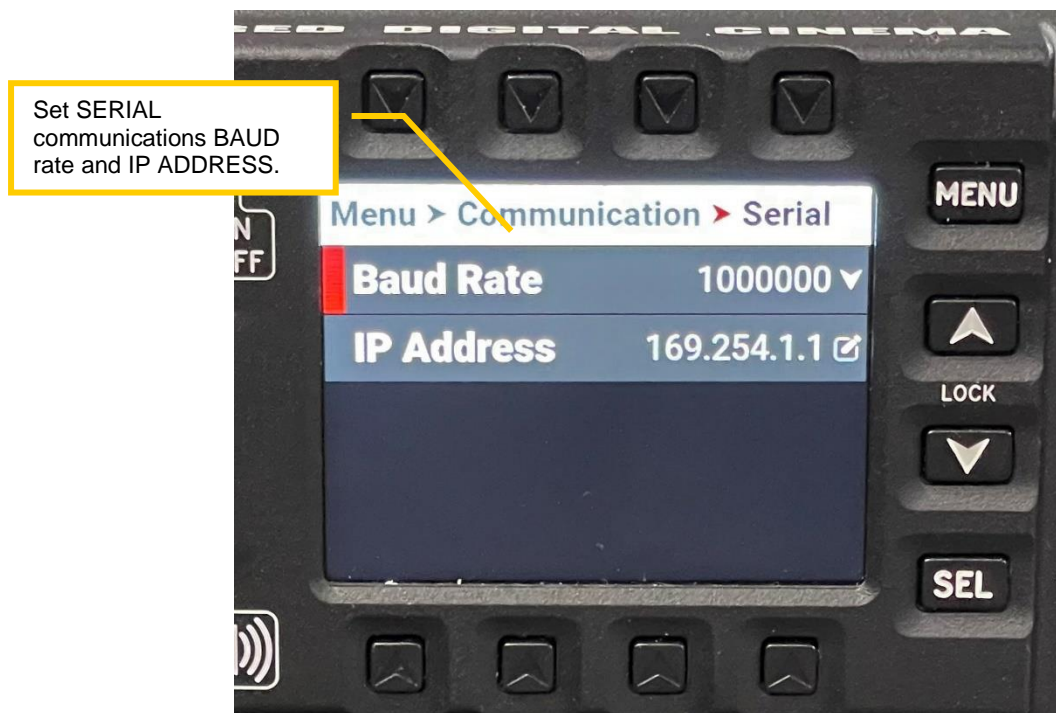 DIGITAL CINEMA
Set SERIAL
communications BAUD
rate and IP ADDRESS.
MENU
Menu > Communication > Serial
Baud Rate 1000000
IP Address 169.254.1.1
LOCK
SEL